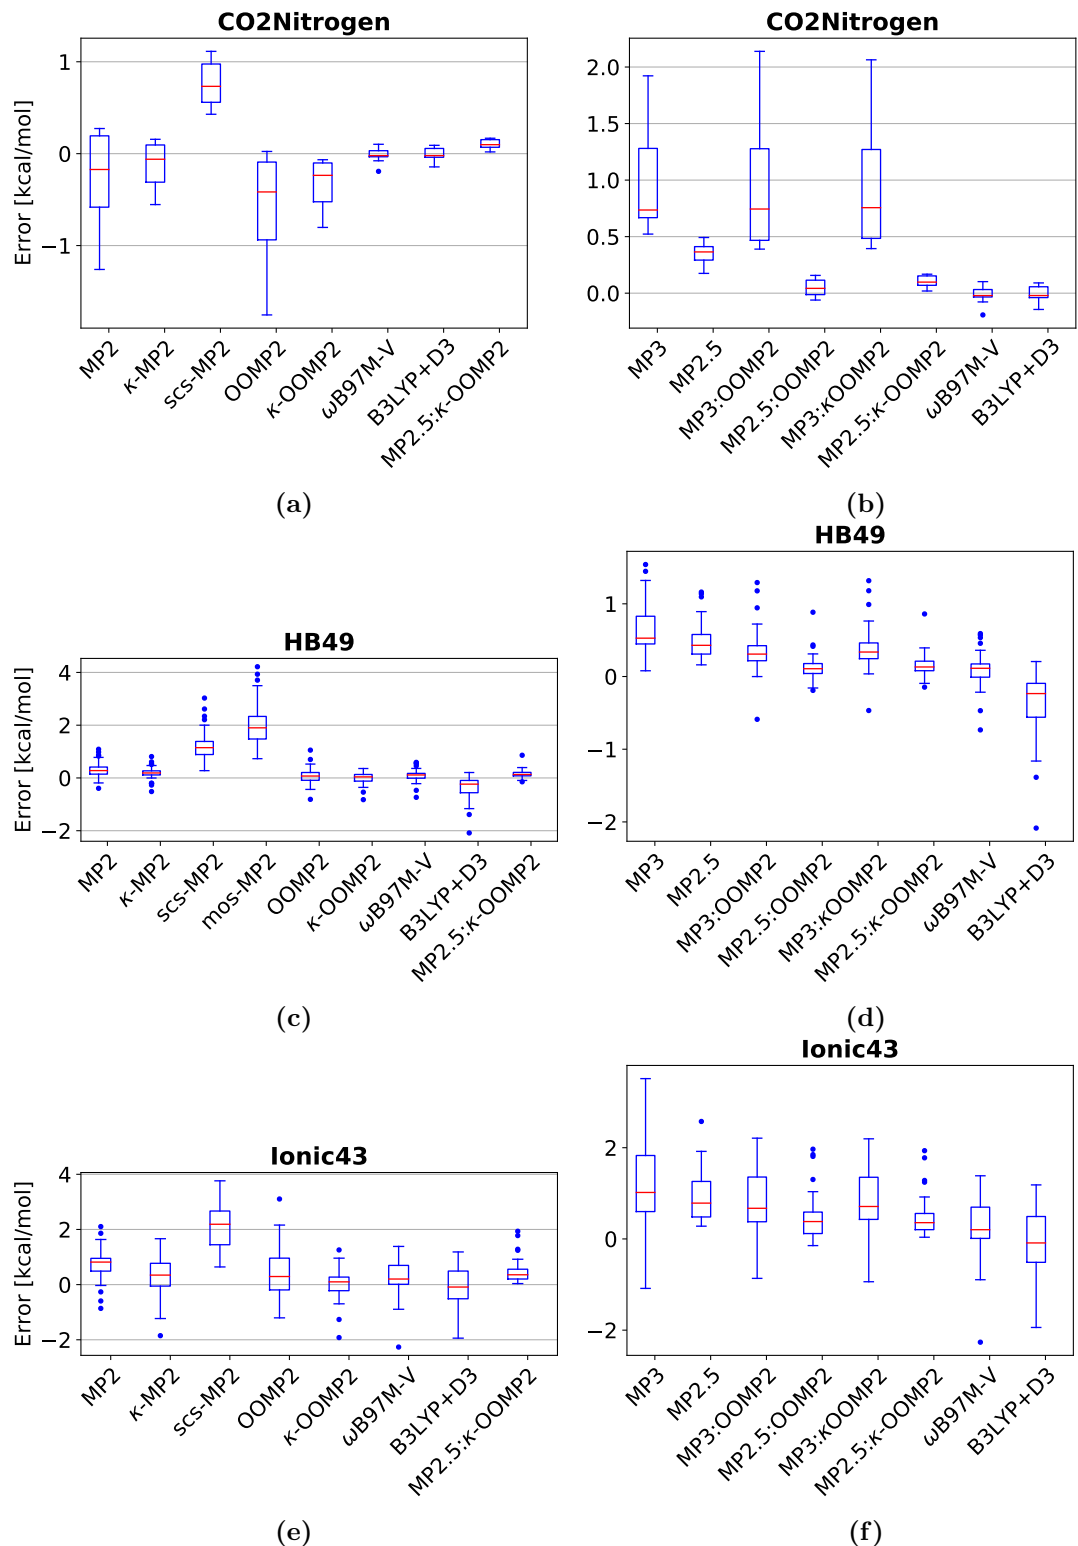 CO2Nitrogen
Error [kcal/mol]
1
0
−1
MP2
κ-MP2
scs-MP2
OOMP2
κ-OOMP2
ωB97M-V
B3LYP+D3
MP2.5:κ-OOMP2
(a)
CO2Nitrogen
2.0
1.5
1.0
0.5
0.0
MP3
MP2.5
MP3:OOMP2
MP2.5:OOMP2
MP3:κOOMP2
MP2.5:κ-OOMP2
ωB97M-V
B3LYP+D3
(b)
HB49
Error [kcal/mol]
4
2
0
−2
MP2
κ-MP2
scs-MP2
mos-MP2
OOMP2
κ-OOMP2
ωB97M-V
B3LYP+D3
MP2.5:κ-OOMP2
(c)
HB49
1
0
−1
−2
MP3
MP2.5
MP3:OOMP2
MP2.5:OOMP2
MP3:κOOMP2
MP2.5:κ-OOMP2
ωB97M-V
B3LYP+D3
(d)
Ionic43
Error [kcal/mol]
4
2
0
−2
MP2
κ-MP2
scs-MP2
OOMP2
κ-OOMP2
ωB97M-V
B3LYP+D3
MP2.5:κ-OOMP2
(e)
Ionic43
2
0
−2
MP3
MP2.5
MP3:OOMP2
MP2.5:OOMP2
MP3:κOOMP2
MP2.5:κ-OOMP2
ωB97M-V
B3LYP+D3
(f)